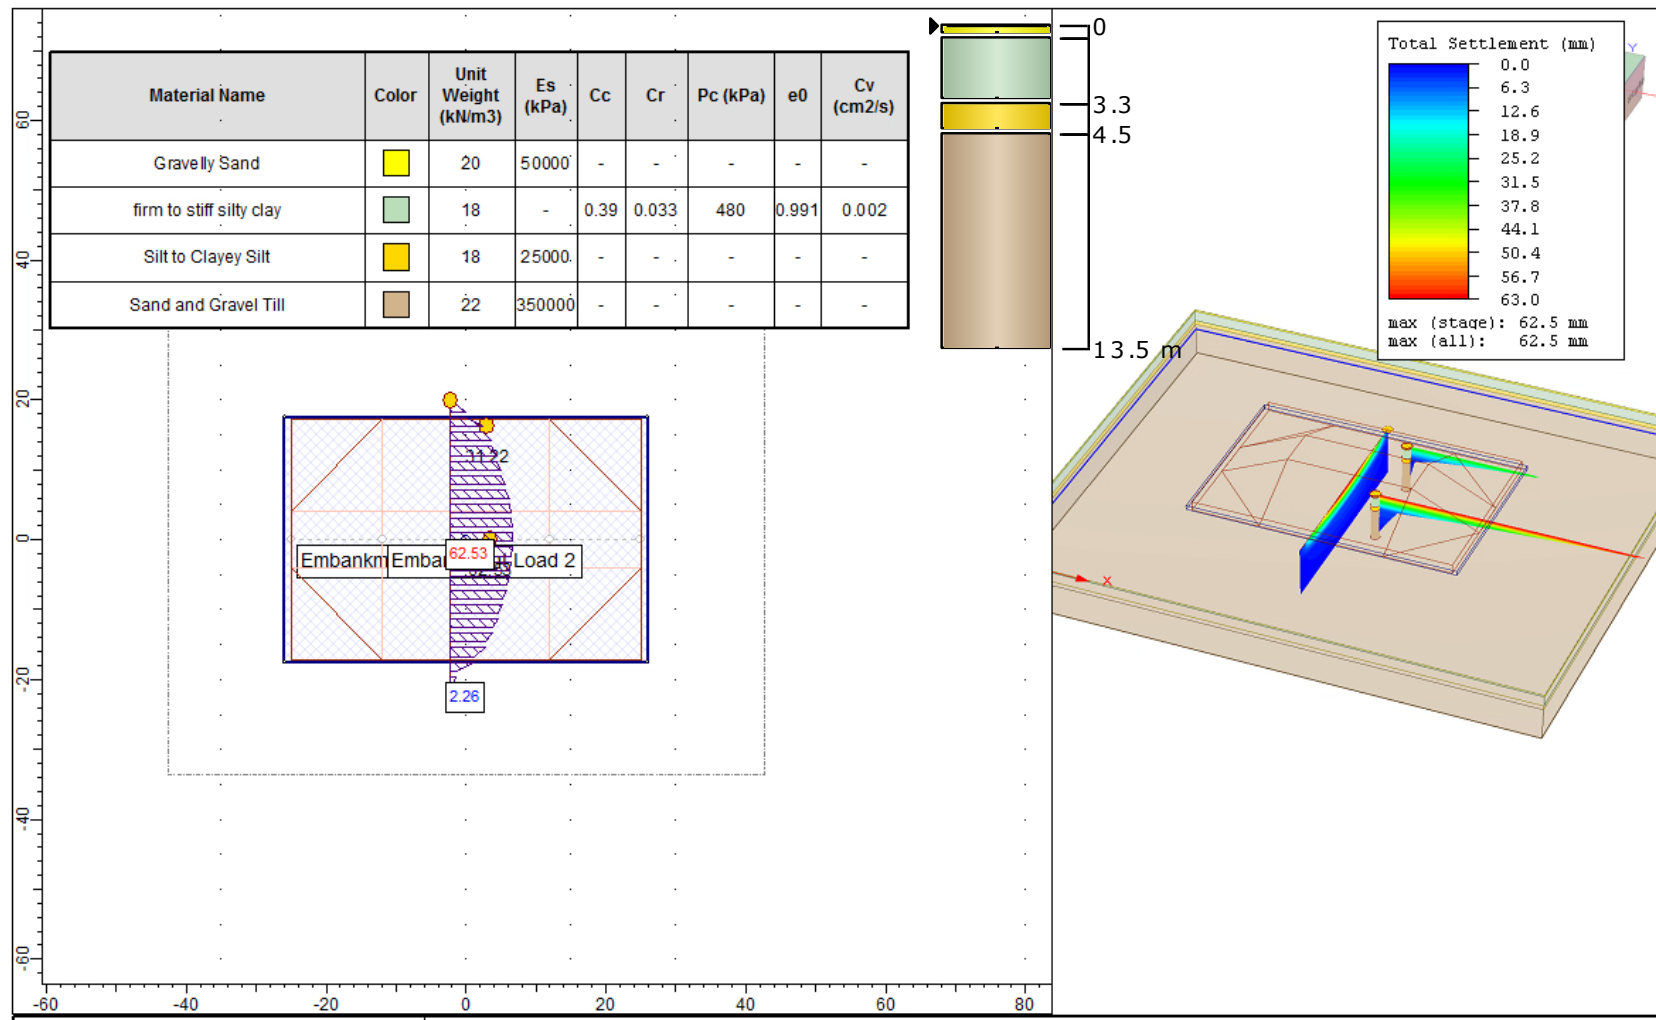 Material Name Color Unit Weight (kN/m3) Es (kPa) Cc Cr Pc (kPa) e0 Cv (cm2/s)
Gravelly Sand 20 50000 - - - - -
firm to stiff silty clay 18 - 0.39 0.033 480 0.991 0.002
Silt to Clayey Silt 18 25000 - - - - -
Sand and Gravel Till 22 350000 - - - - -
0
3.3
4.5
13.5 m
Total Settlement (mm)
0.0
6.3
12.6
18.9
25.2
31.5
37.8
44.1
50.4
56.7
63.0
max (stage): 62.5 mm
max (all): 62.5 mm
Y
X
60
40
20
0
-20
-40
-60
Embankm
Emba
62.53
Load 2
2.26
-60 -40 -20 0 20 40 60 80